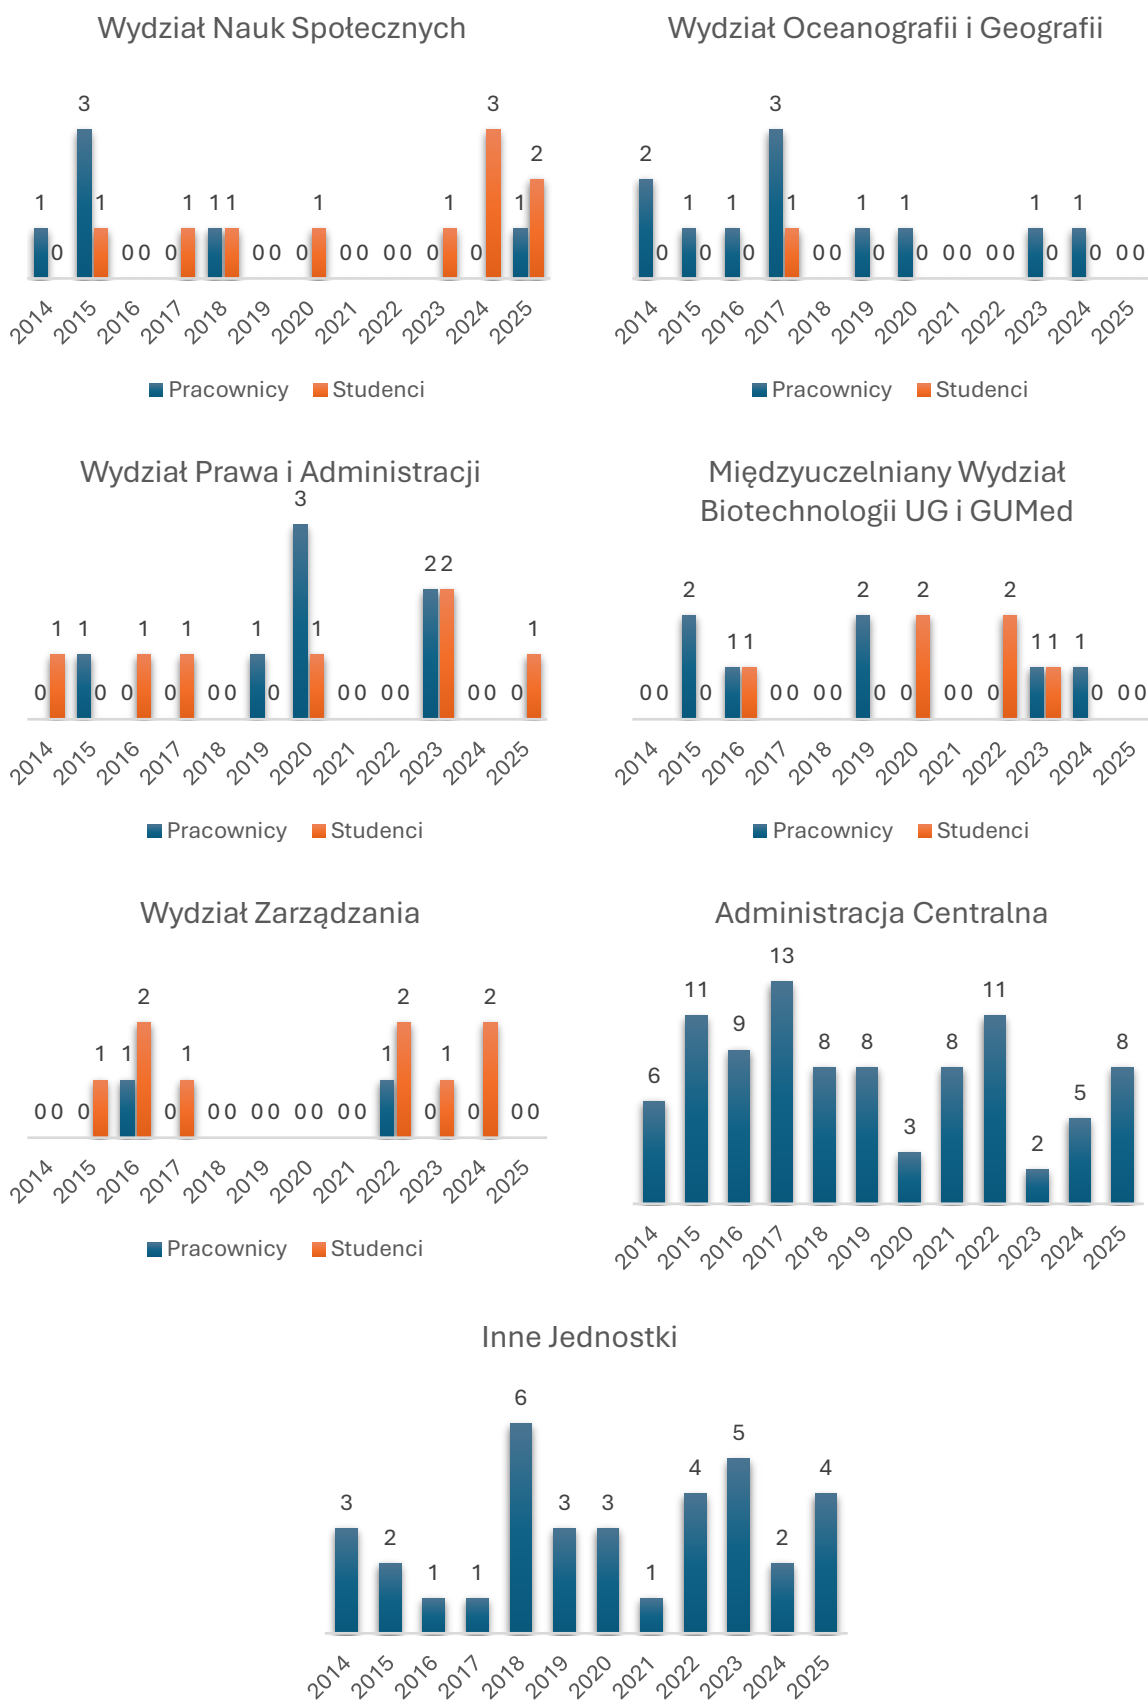 Wydział Nauk Społecznych
3 3
2
1 1 1 1 1 1 1 1
0 0 0 0 0 0 0 0 0 0 0 0 0
2014 2015 2016 2017 2018 2019 2020 2021 2022 2023 2024 2025
Pracownicy Studenci
Wydział Oceanografii i Geografii
3
2
1 1 1 1 1 1 1
0 0 0 0 0 0 0 0 0 0 0 0 0 0 0
2014 2015 2016 2017 2018 2019 2020 2021 2022 2023 2024 2025
Pracownicy Studenci
Wydział Prawa i Administracji
3
2 2
1 1 1 1 1 1 1
0 0 0 0 0 0 0 0 0 0 0 0 0 0
2014 2015 2016 2017 2018 2019 2020 2021 2022 2023 2024 2025
Pracownicy Studenci
Międzyuczelniany Wydział
Biotechnologii UG i GUMed
2 2 2 2
1 1 1 1 1
0 0 0 0 0 0 0 0 0 0 0 0 0 0 0
2014 2015 2016 2017 2018 2019 2020 2021 2022 2023 2024 2025
Pracownicy Studenci
Wydział Zarządzania
2 2 2
1 1 1 1 1
0 0 0 0 0 0 0 0 0 0 0 0 0 0 0 0
2014 2015 2016 2017 2018 2019 2020 2021 2022 2023 2024 2025
Pracownicy Studenci
Administracja Centralna
6 11 9 13 8 8 3 8 11 2 5 8
2014 2015 2016 2017 2018 2019 2020 2021 2022 2023 2024 2025
Inne Jednostki
3 2 1 1 6 3 3 1 4 5 2 4
2014 2015 2016 2017 2018 2019 2020 2021 2022 2023 2024 2025